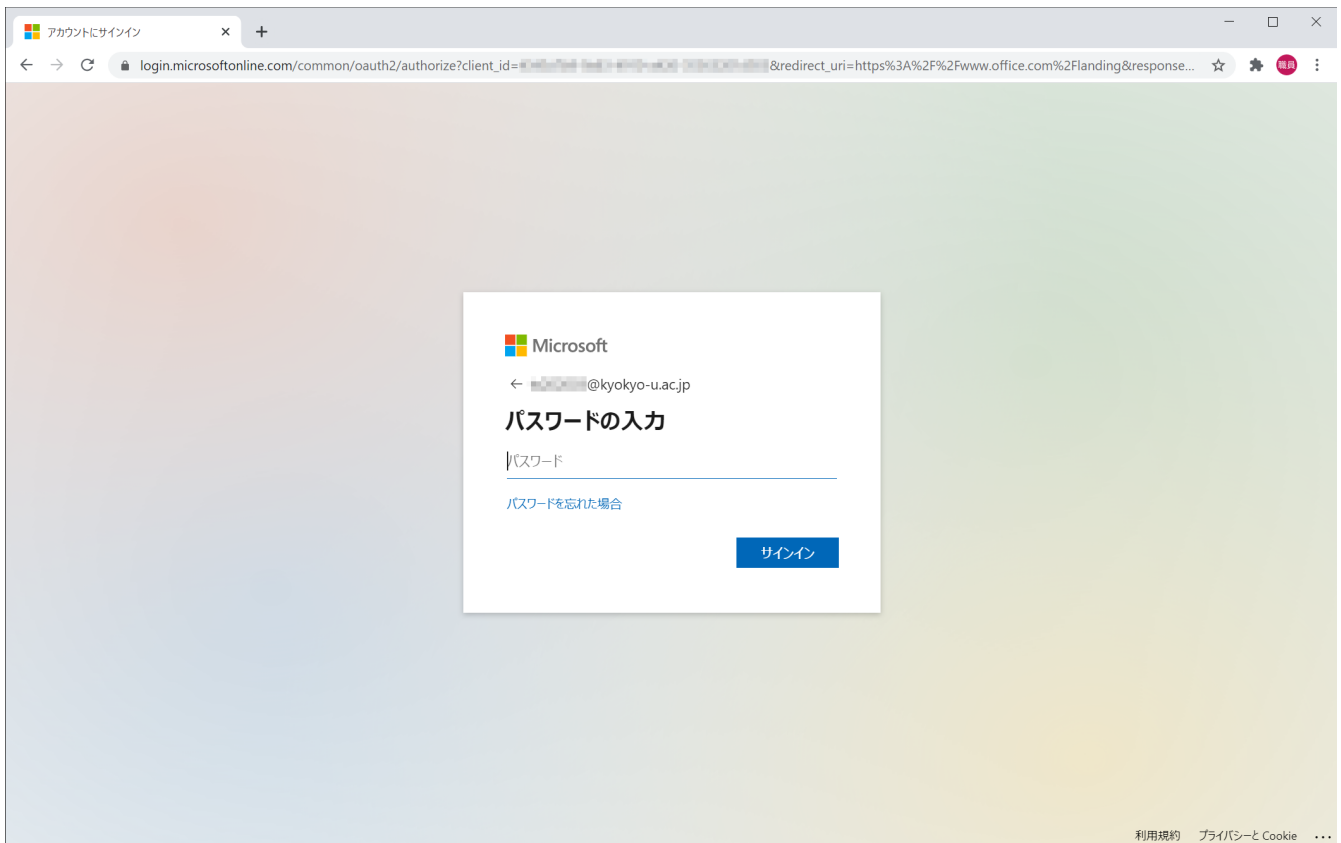 アカウントにサインイン
login.microsoftonline.com/common/oauth2/authorize?client_id= &redirect_uri=https%3A%2F%2Fwww.office.com%2Flanding&response...
職員
Microsoft
@kyokyo-u.ac.jp
パスワードの入力
パスワード
パスワードを忘れた場合
サインイン
利用規約 プライバシーと Cookie ...